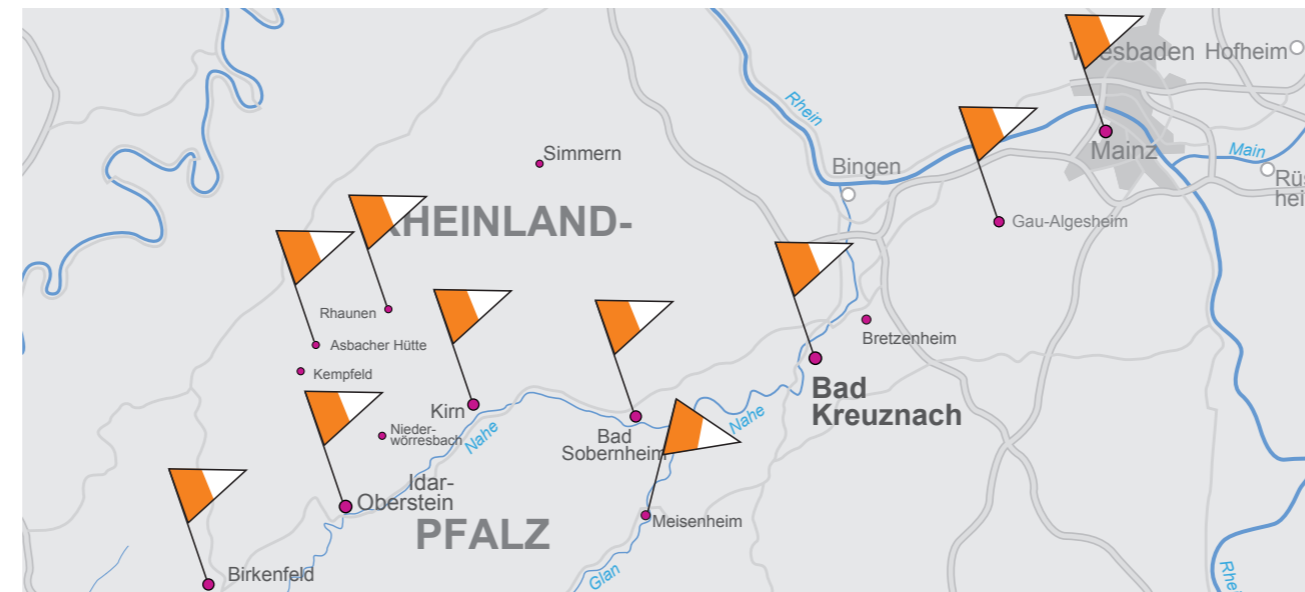 Wiesbaden
Hofheim
Rhein
Simmern
Mainz
Main
Bingen
Rüs
hei
RHEINLAND-
Gau-Algesheim
Rhaunen
Asbacher Hütte
Bretzenheim
Kempfeld
Kirn
Bad
Kreuznach
Nieder-
wörresbach
Nahe
Nahe
Bad
Sobernheim
Idar-
Oberstein
PFALZ
Meisenheim
Birkenfeld
Glan
Rhei